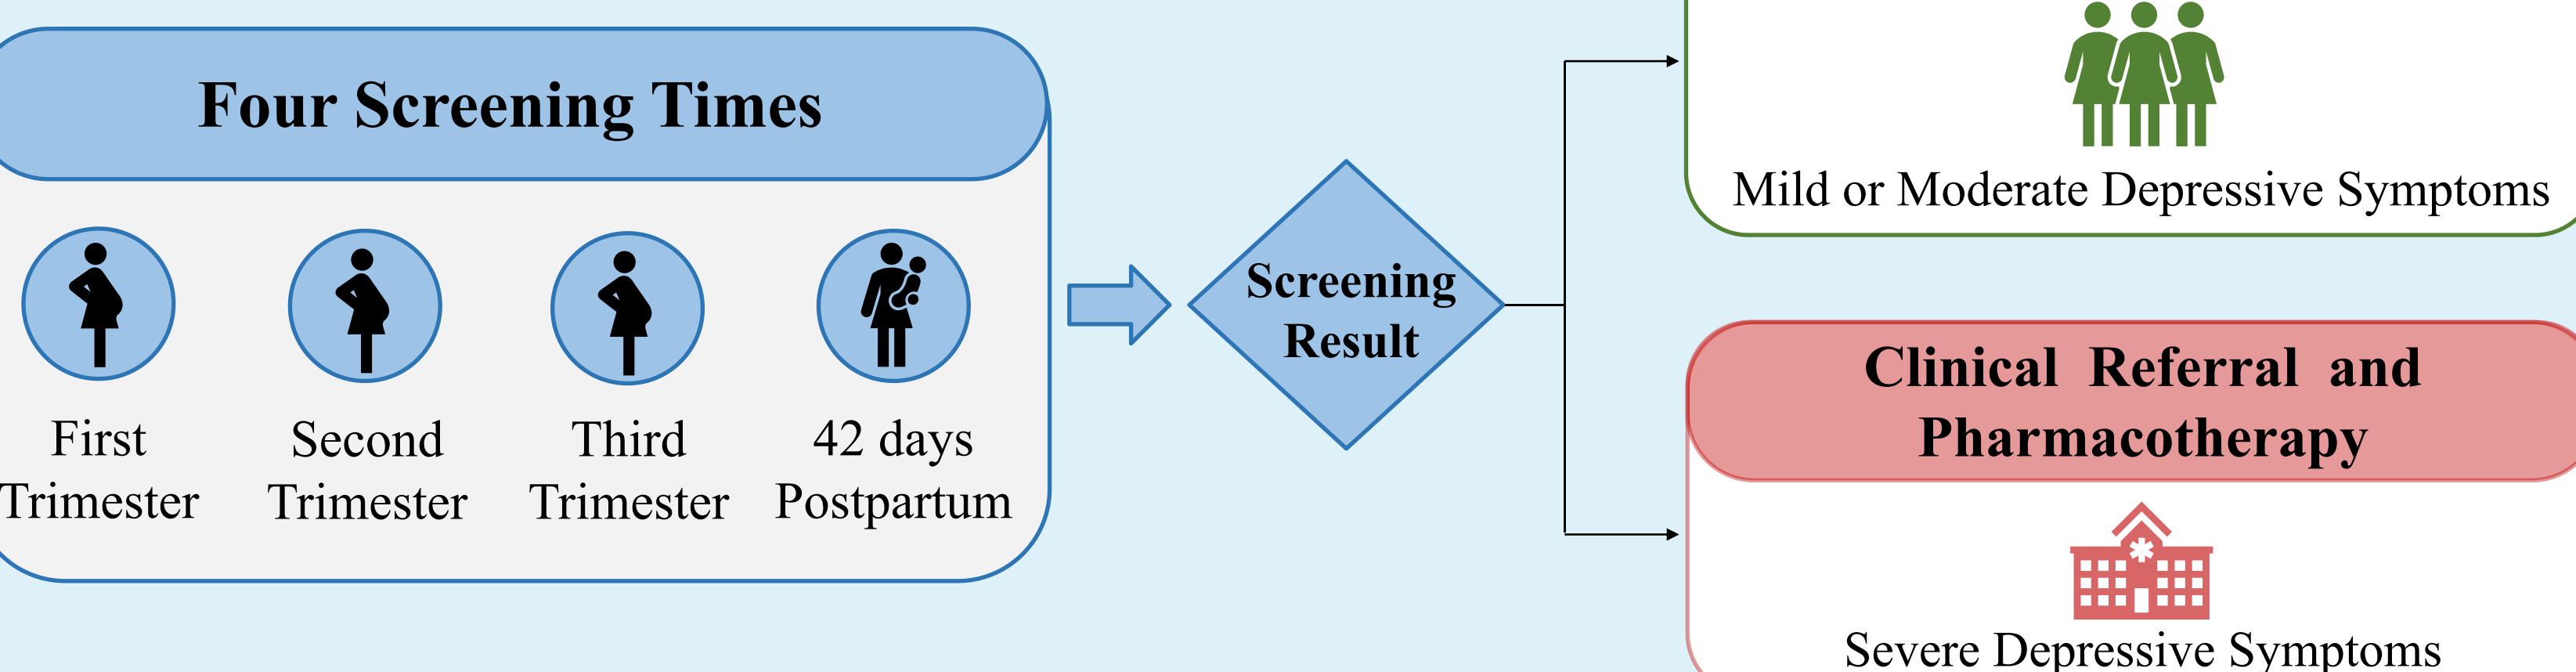 Four Screening Times
First
Trimester
Second
Trimester
Third
Trimester
42 days
Postpartum
Screening
Result
Mild or Moderate Depressive Symptoms
Clinical Referral and
Pharmacotherapy
Severe Depressive Symptoms